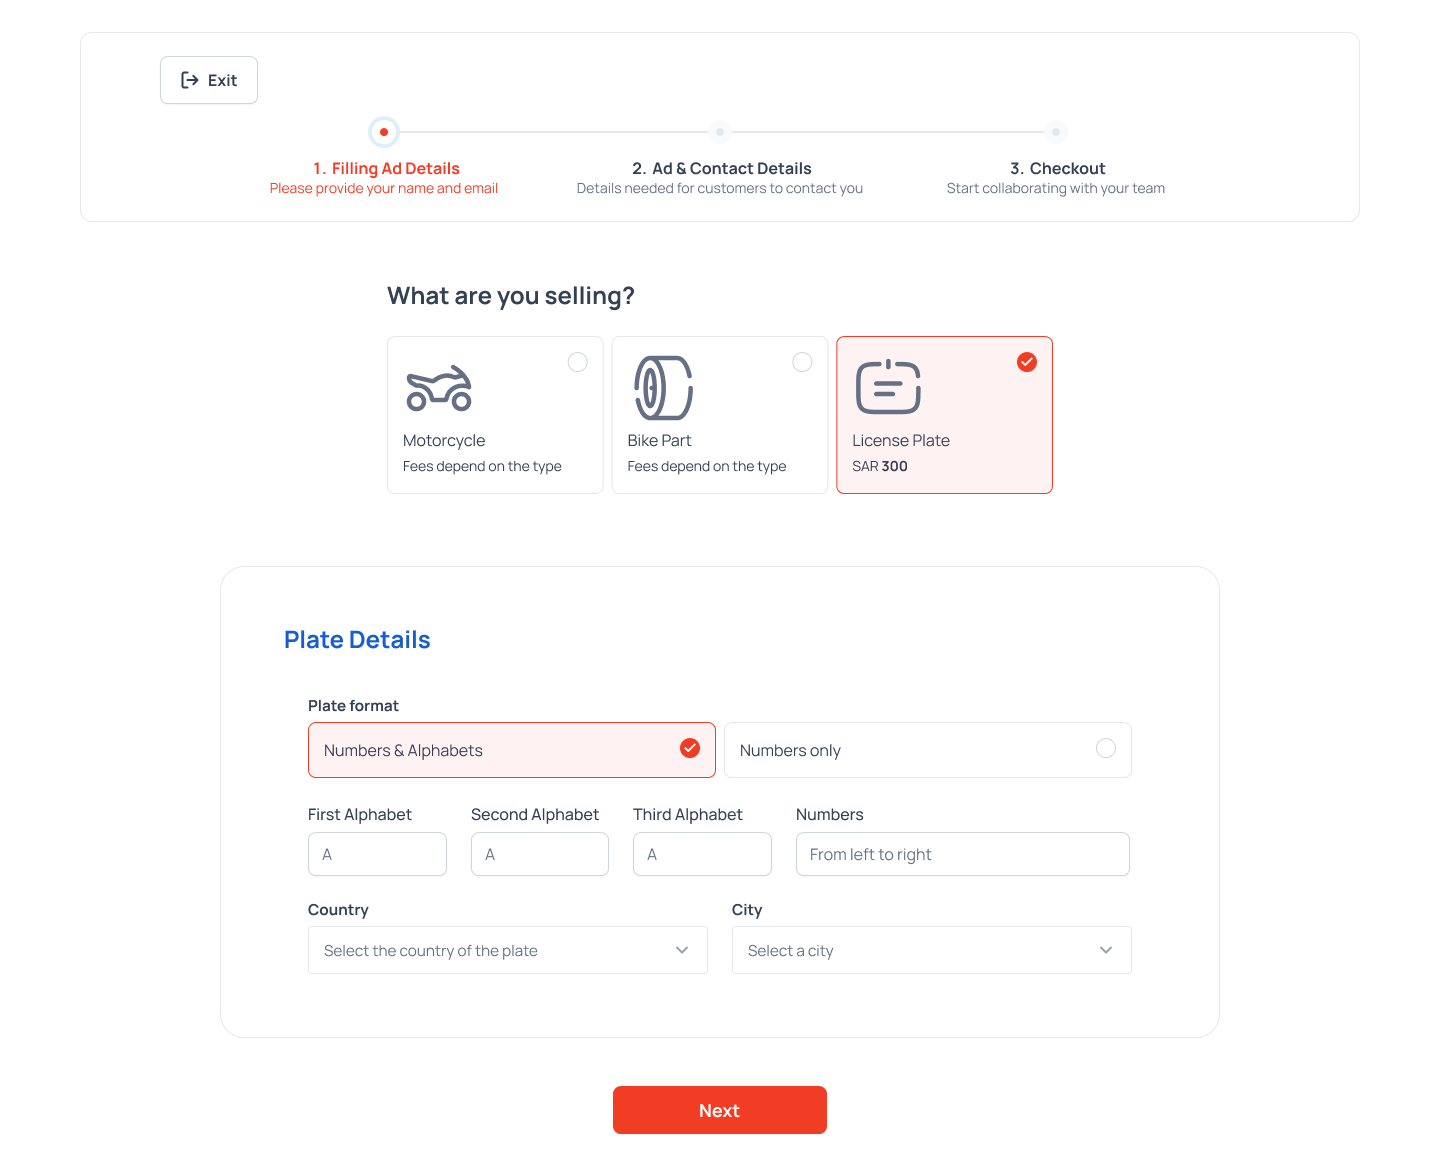 Exit
1. Filling Ad Details
Please provide your name and email
2. Ad & Contact Details
Details needed for customers to contact you
3. Checkout
Start collaborating with your team
What are you selling?
Motorcycle
Fees depend on the type
Bike Part
Fees depend on the type
License Plate
SAR 300
Plate Details
Plate format
Numbers & Alphabets
Numbers only
First Alphabet
A
Second Alphabet
A
Third Alphabet
A
Numbers
From left to right
Country
Select the country of the plate
City
Select a city
Next